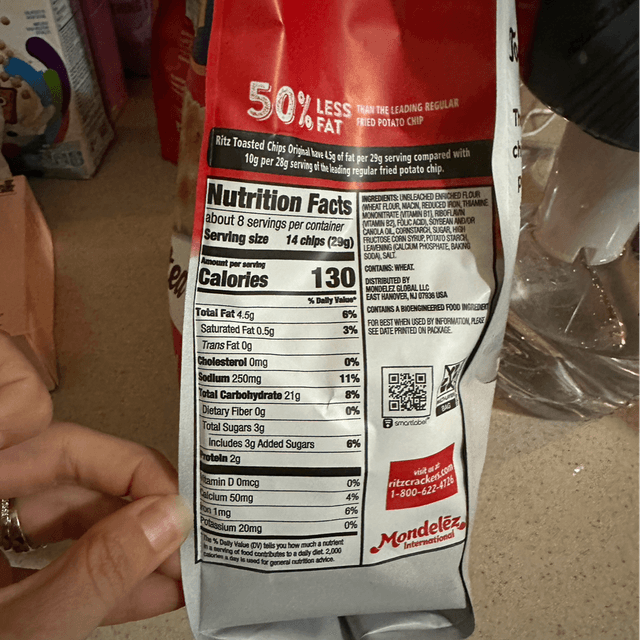 50% LESS FAT THAN THE LEADING REGULAR
FRIED POTATO CHIP
Ritz Toasted Chips Original have 4.5g of fat per 29g serving compared with
10g per 28g serving of the leading regular fried potato chip.
Nutrition Facts
about 8 servings per container
Serving size 14 chips (29g)
Amount per serving
Calories 130
% Daily Value*
Total Fat 4.5g 6%
Saturated Fat 0.5g 3%
Trans Fat 0g
Cholesterol 0mg 0%
Sodium 250mg 11%
Total Carbohydrate 21g 8%
Dietary Fiber 0g 0%
Total Sugars 3g
Includes 3g Added Sugars 6%
Protein 2g
tamin D 0mcg 0%
alcium 50mg 4%
ron 1mg 6%
Potassium 20mg 0%
* The % Daily Value (DV) tells you how much a nutrient
in a serving of food contributes to a daily diet. 2,000
calories a day is used for general nutrition advice.
INGREDIENTS: UNBLEACHED ENRICHED FLOUR
(WHEAT FLOUR, NIACIN, REDUCED IRON, THIAMINE
MONONITRATE (VITAMIN B1), RIBOFLAVIN
(VITAMIN B2), FOLIC ACID), SOYBEAN AND/OR
CANOLA OIL, CORNSTARCH, SUGAR, HIGH
FRUCTOSE CORN SYRUP, POTATO STARCH,
LEAVENING (CALCIUM PHOSPHATE, BAKING
SODA), SALT.
CONTAINS: WHEAT.
DISTRIBUTED BY
MONDELEZ GLOBAL LLC
EAST HANOVER, NJ 07936 USA
CONTAINS A BIOENGINEERED FOOD INGREDIENT
FOR BEST WHEN USED BY INFORMATION, PLEASE
SEE DATE PRINTED ON PACKAGE.
smartlabel
BAG
visit us at
ritzcrackers.com
1-800-622-4726
Mondelēz
International